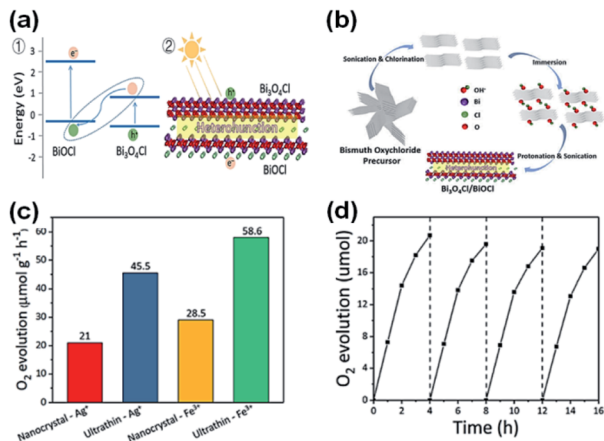 (a)
①
②
Energy (eV)
3
2
1
0
-1
-2
e⁻
h⁺
BiOCl
Bi₃O₄Cl
h⁺
Bi₃O₄Cl
Heterojunction
e⁻
BiOCl
(b)
Sonication & Chlorination
Immersion
OH⁻
Bi
Cl
O
Bismuth Oxychloride
Precursor
Protonation & Sonication
Heterojunction
Bi₃O₄Cl/BiOCl
(c)
O₂ evolution (μmol g⁻¹ h⁻¹)
60
50
40
30
20
10
0
21
45.5
28.5
58.6
Nanocrystal - Ag⁺
Ultrathin - Ag⁺
Nanocrystal - Fe³⁺
Ultrathin - Fe³⁺
(d)
O₂ evolution (umol)
24
20
16
12
8
4
0
0 2 4 6 8 10 12 14 16
Time (h)